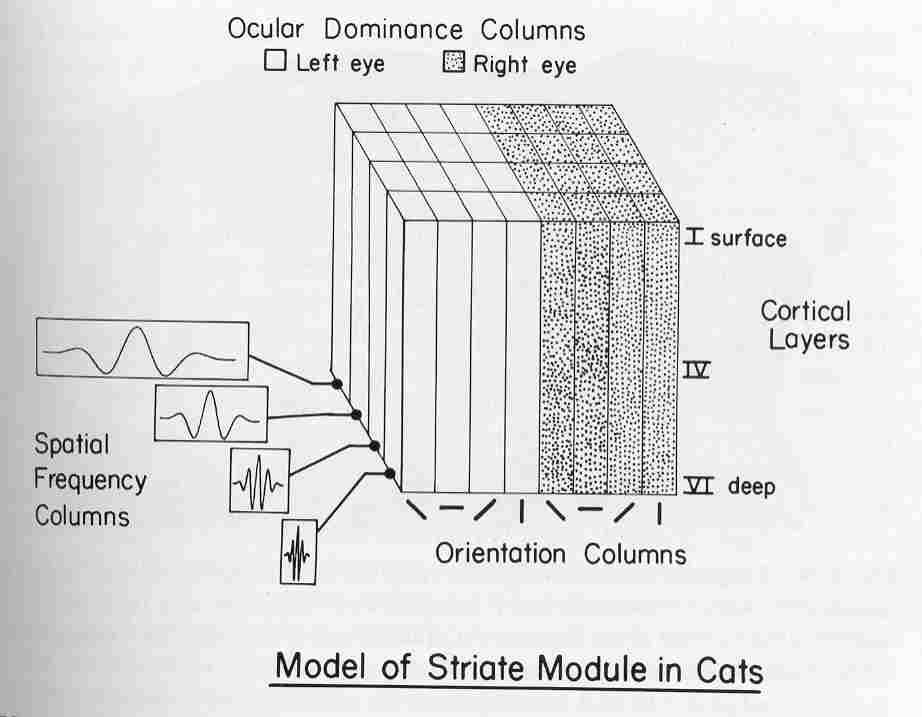 Ocular Dominance Columns
Left eye Right eye
I surface
Cortical
Layers
IV
Spatial
Frequency
Columns
VI deep
Orientation Columns
Model of Striate Module in Cats